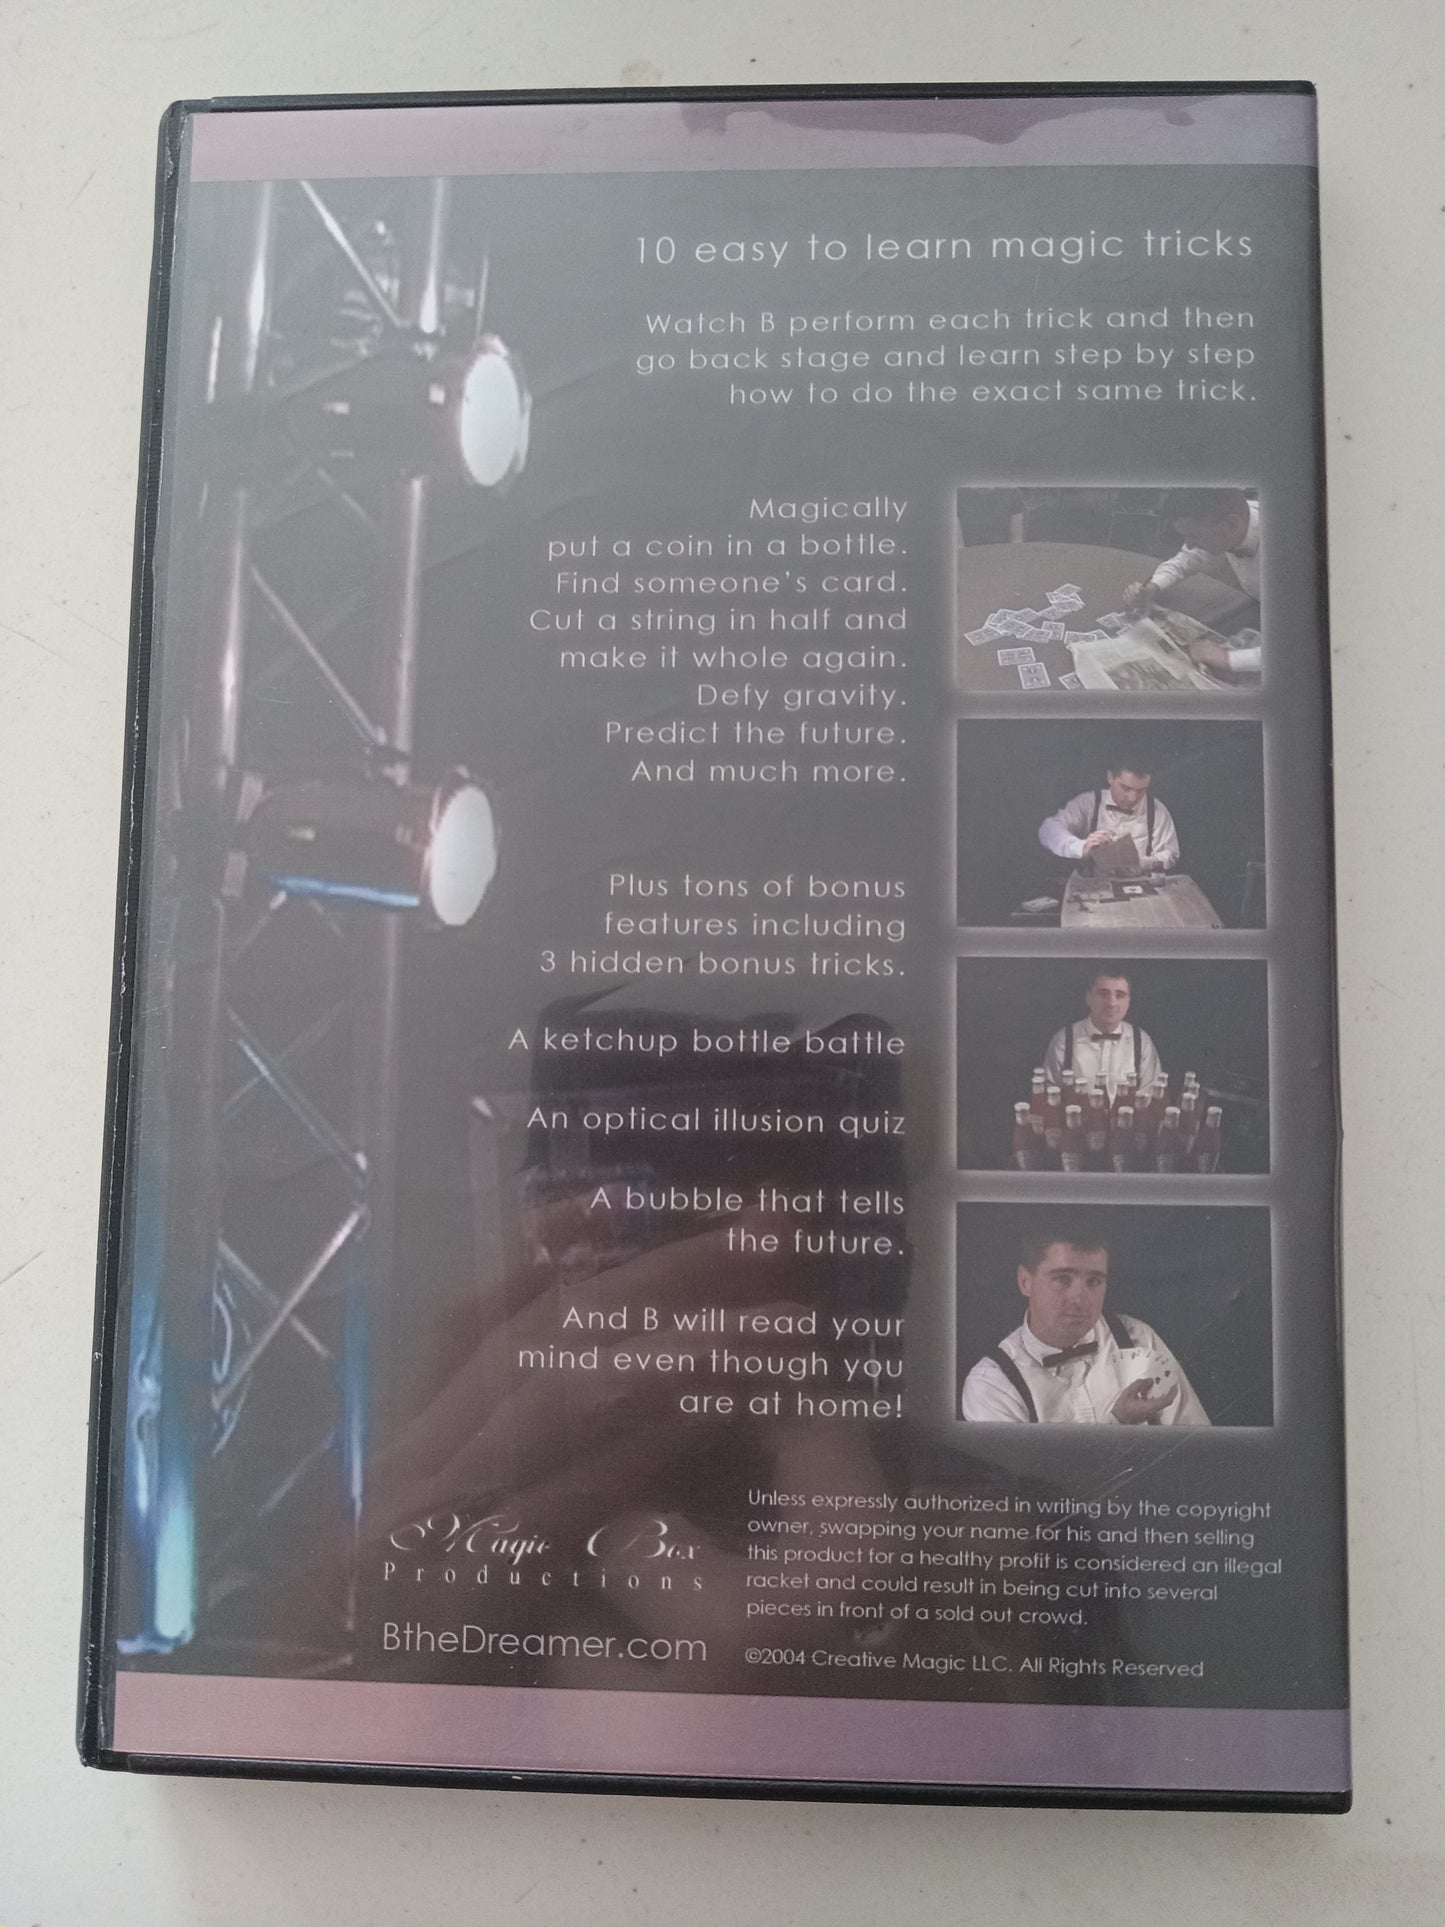 10 easy to learn magic tricks
Watch B perform each trick and then
go back stage and learn step by step
how to do the exact same trick.
Magically
put a coin in a bottle.
Find someone's card.
Cut a string in half and
make it whole again.
Defy gravity.
Predict the future.
And much more.
Plus tons of bonus
features including
3 hidden bonus tricks.
A ketchup bottle battle
An optical illusion quiz
A bubble that tells
the future.
And B will read your
mind even though you
are at home!
Magic Box
Productions
BtheDreamer.com
Unless expressly authorized in writing by the copyright
owner, swapping your name for his and then selling
this product for a healthy profit is considered an illegal
racket and could result in being cut into several
pieces in front of a sold out crowd.
©2004 Creative Magic LLC. All Rights Reserved